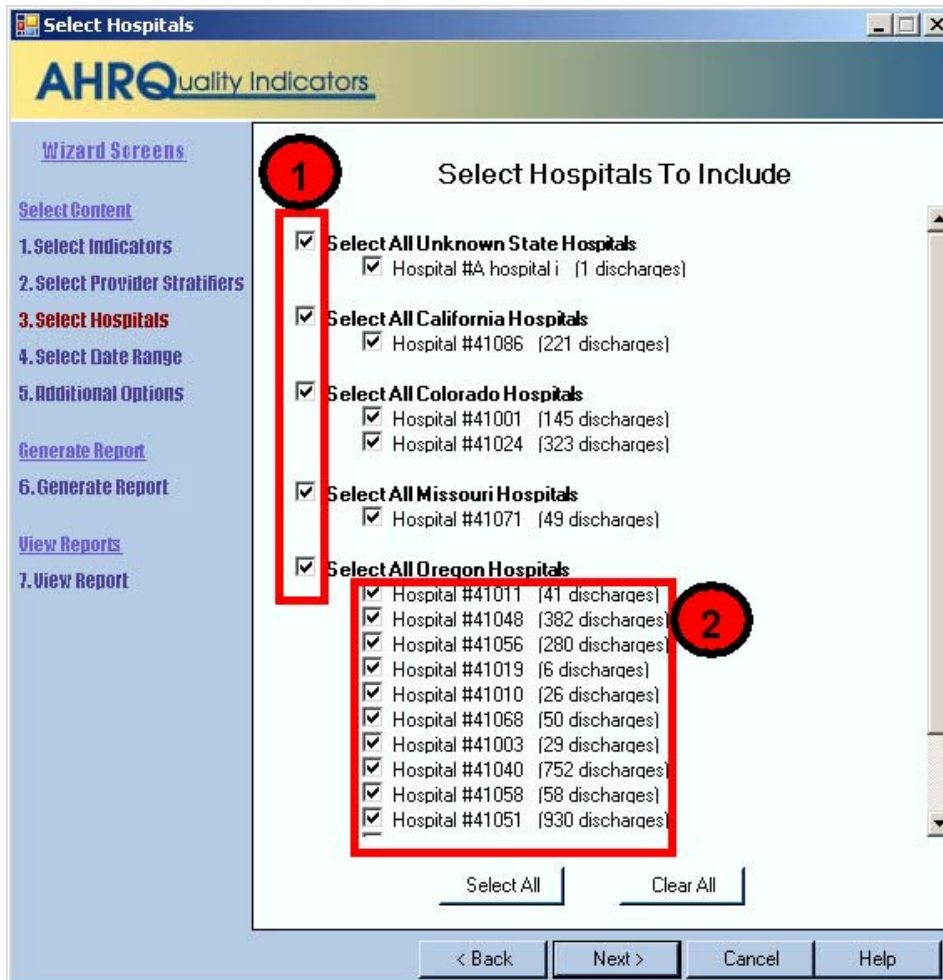 Select Hospitals
AHRQuality Indicators
Wizard Screens
Select Content
1. Select Indicators
2. Select Provider Stratifiers
3. Select Hospitals
4. Select Date Range
5. Additional Options
Generate Report
6. Generate Report
View Reports
7. View Report
1
Select Hospitals To Include
Select All Unknown State Hospitals
Hospital #A hospital i (1 discharges)
Select All California Hospitals
Hospital #41086 (221 discharges)
Select All Colorado Hospitals
Hospital #41001 (145 discharges)
Hospital #41024 (323 discharges)
Select All Missouri Hospitals
Hospital #41071 (49 discharges)
Select All Oregon Hospitals
Hospital #41011 (41 discharges)
Hospital #41048 (382 discharges)
2
Hospital #41056 (280 discharges)
Hospital #41019 (6 discharges)
Hospital #41010 (26 discharges)
Hospital #41068 (50 discharges)
Hospital #41003 (29 discharges)
Hospital #41040 (752 discharges)
Hospital #41058 (58 discharges)
Hospital #41051 (930 discharges)
Select All Clear All
< Back Next > Cancel Help